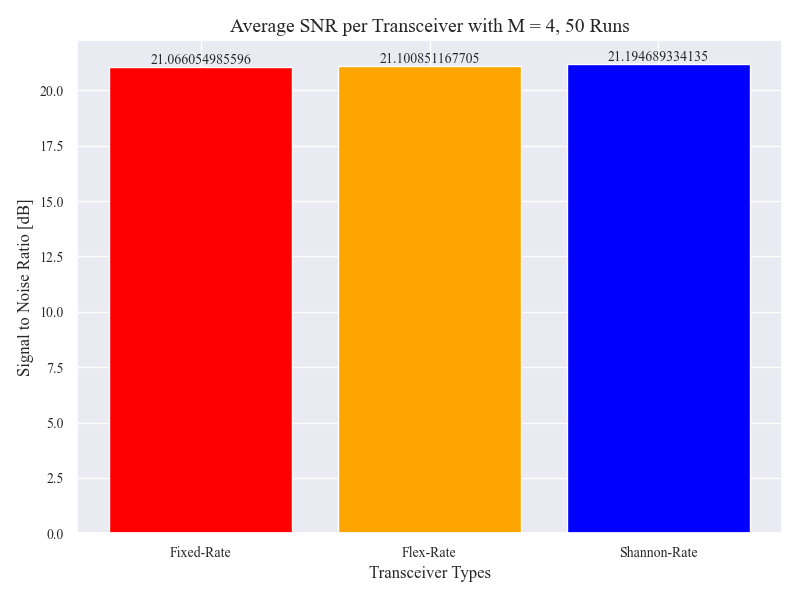 Average SNR per Transceiver with M = 4, 50 Runs
21.066054985596
21.100851167705
21.194689334135
20.0
17.5
15.0
12.5
10.0
7.5
5.0
2.5
0.0
Signal to Noise Ratio [dB]
Fixed-Rate
Flex-Rate
Shannon-Rate
Transceiver Types